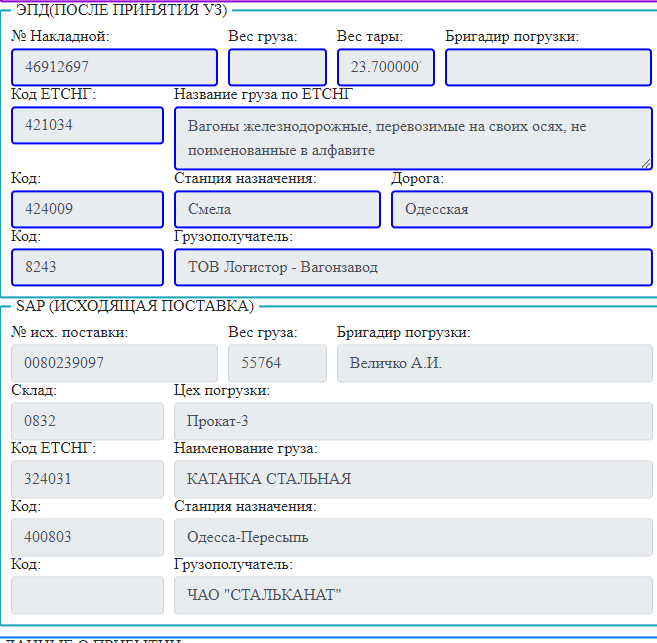 ЭПД(ПОСЛЕ ПРИНЯТИЯ УЗ)
№ Накладной: Вес груза: Вес тары: Бригадир погрузки:
46912697 23.700000
Код ЕТСНГ: Название груза по ЕТСНГ
421034 Вагоны железнодорожные, перевозимые на своих осях, не
поименованные в алфавите
Код: Станция назначения: Дорога:
424009 Смела Одесская
Код: Грузополучатель:
8243 ТОВ Логистор - Вагонзавод
SAP (ИСХОДЯЩАЯ ПОСТАВКА)
№ исх. поставки: Вес груза: Бригадир погрузки:
0080239097 55764 Величко А.И.
Склад: Цех погрузки:
0832 Прокат-3
Код ЕТСНГ: Наименование груза:
324031 КАТАНКА СТАЛЬНАЯ
Код: Станция назначения:
400803 Одесса-Пересыпь
Код: Грузополучатель:
ЧАО "СТАЛЬКАНАТ"
ДАННЫЕ О ПРИБЫТИИ